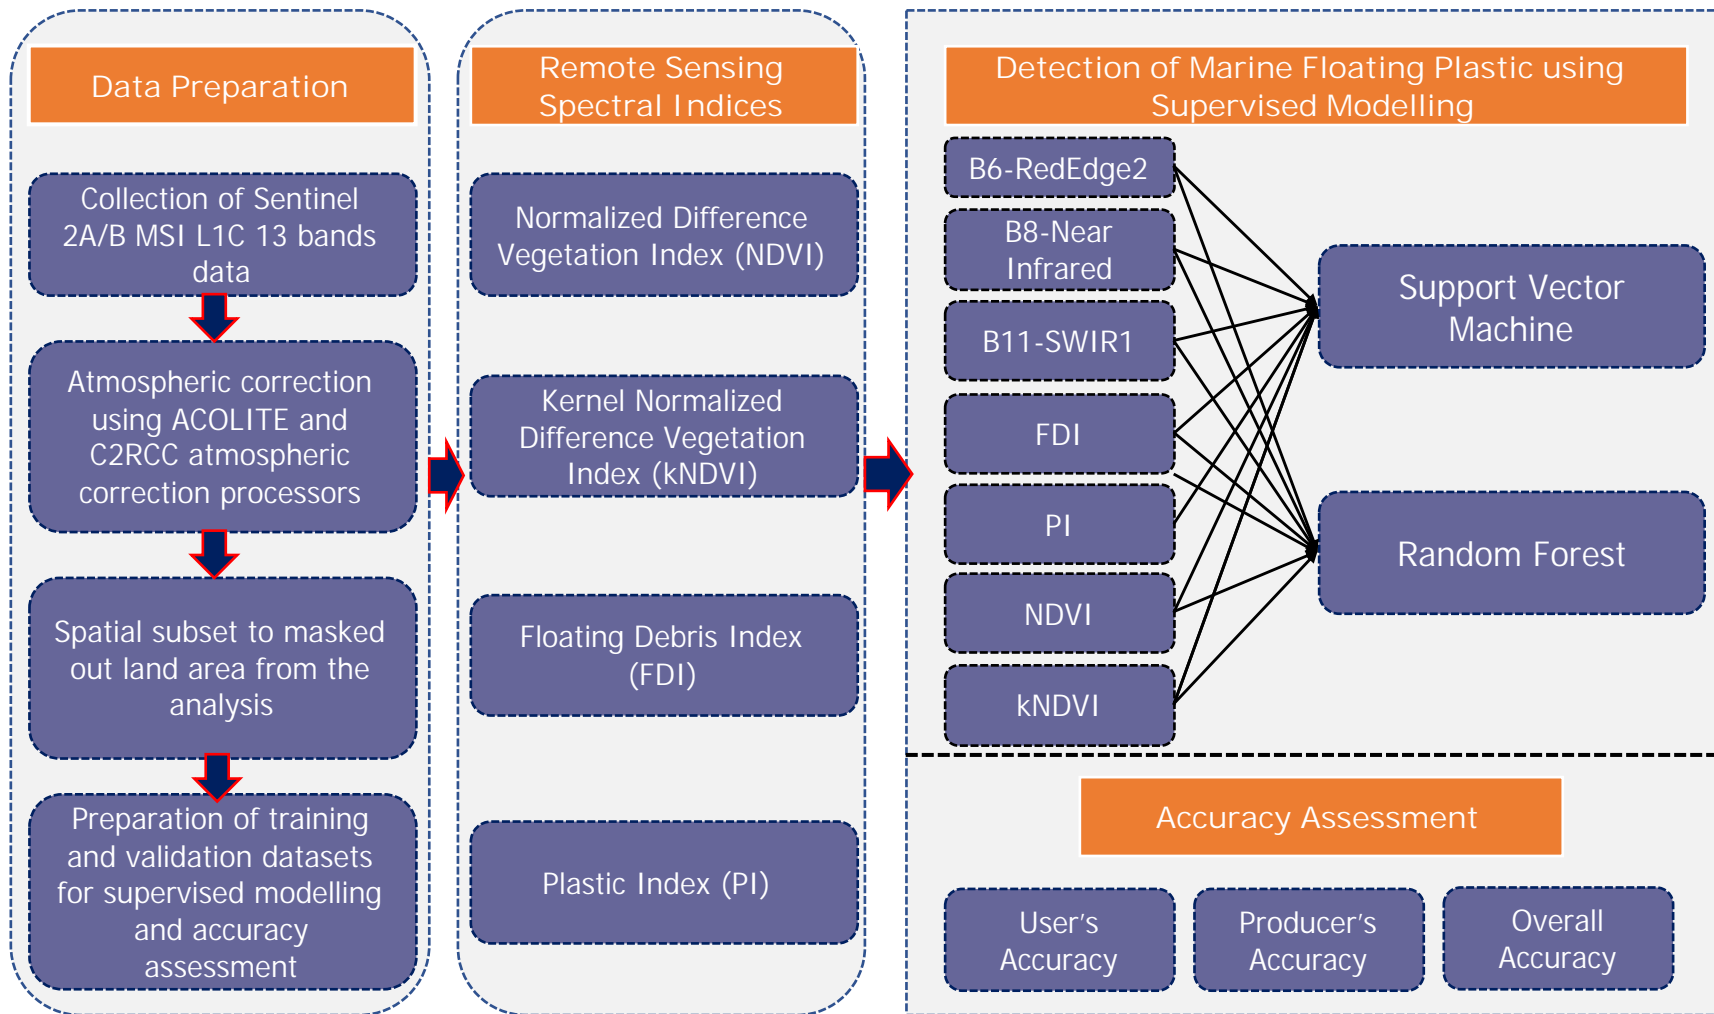 Data Preparation
Collection of Sentinel
2A/B MSI L1C 13 bands
data
Atmospheric correction
using ACOLITE and
C2RCC atmospheric
correction processors
Spatial subset to masked
out land area from the
analysis
Preparation of training
and validation datasets
for supervised modelling
and accuracy
assessment
Remote Sensing
Spectral Indices
Normalized Difference
Vegetation Index (NDVI)
Kernel Normalized
Difference Vegetation
Index (kNDVI)
Floating Debris Index
(FDI)
Plastic Index (PI)
Detection of Marine Floating Plastic using
Supervised Modelling
B6-RedEdge2
B8-Near
Infrared
B11-SWIR1
FDI
PI
NDVI
kNDVI
Support Vector
Machine
Random Forest
Accuracy Assessment
User's
Accuracy
Producer's
Accuracy
Overall
Accuracy